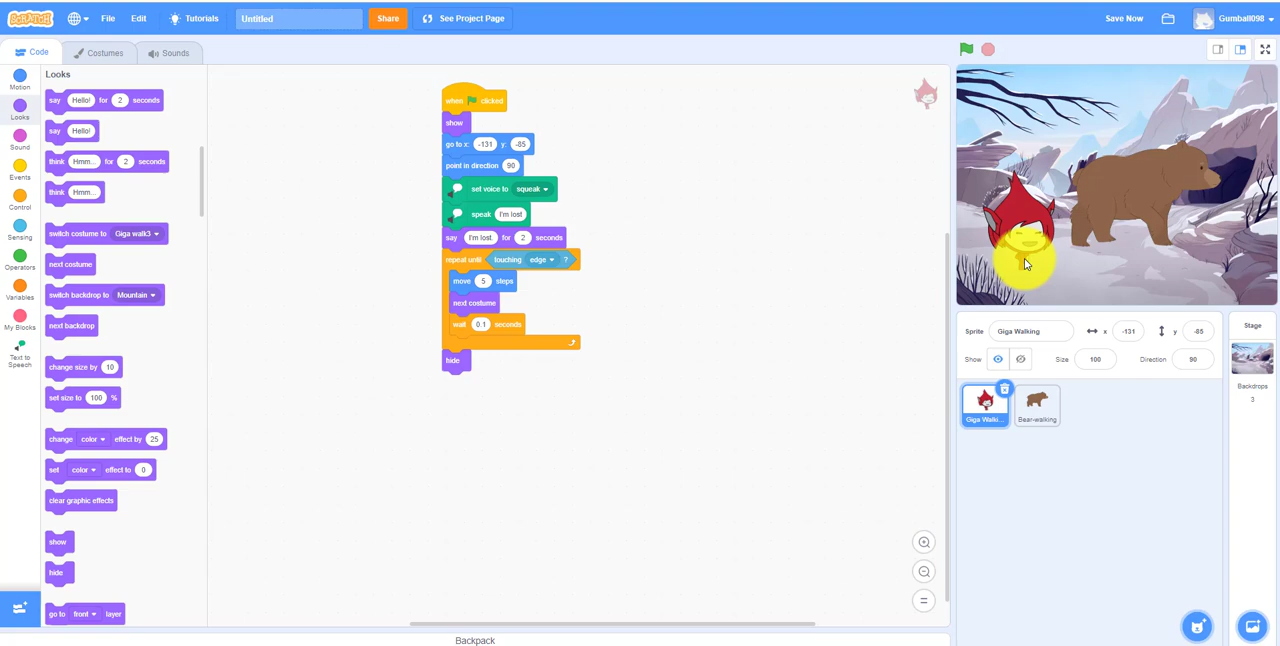 SCRATCH File Edit Tutorials Untitled Share See Project Page Save Now Gumball098
Code Costumes Sounds
Motion
Looks
Sound
Events
Control
Sensing
Operators
Variables
My Blocks
Text to
Speech
Looks
say Hello! for 2 seconds
say Hello!
think Hmm... for 2 seconds
think Hmm...
switch costume to Giga walk3
next costume
switch backdrop to Mountain
next backdrop
change size by 10
set size to 100 %
change color effect by 25
set color effect to 0
clear graphic effects
show
hide
go to front layer
when clicked
show
go to x: -131 y: -85
point in direction 90
set voice to squeak
speak I'm lost
say I'm lost for 2 seconds
repeat until touching edge ?
move 5 steps
next costume
wait 0.1 seconds
hide
Sprite Giga Walking x -131 y -85
Show Size 100 Direction 90
Giga Walki...
Bear-walking
Stage
Backdrops
3
Backpack